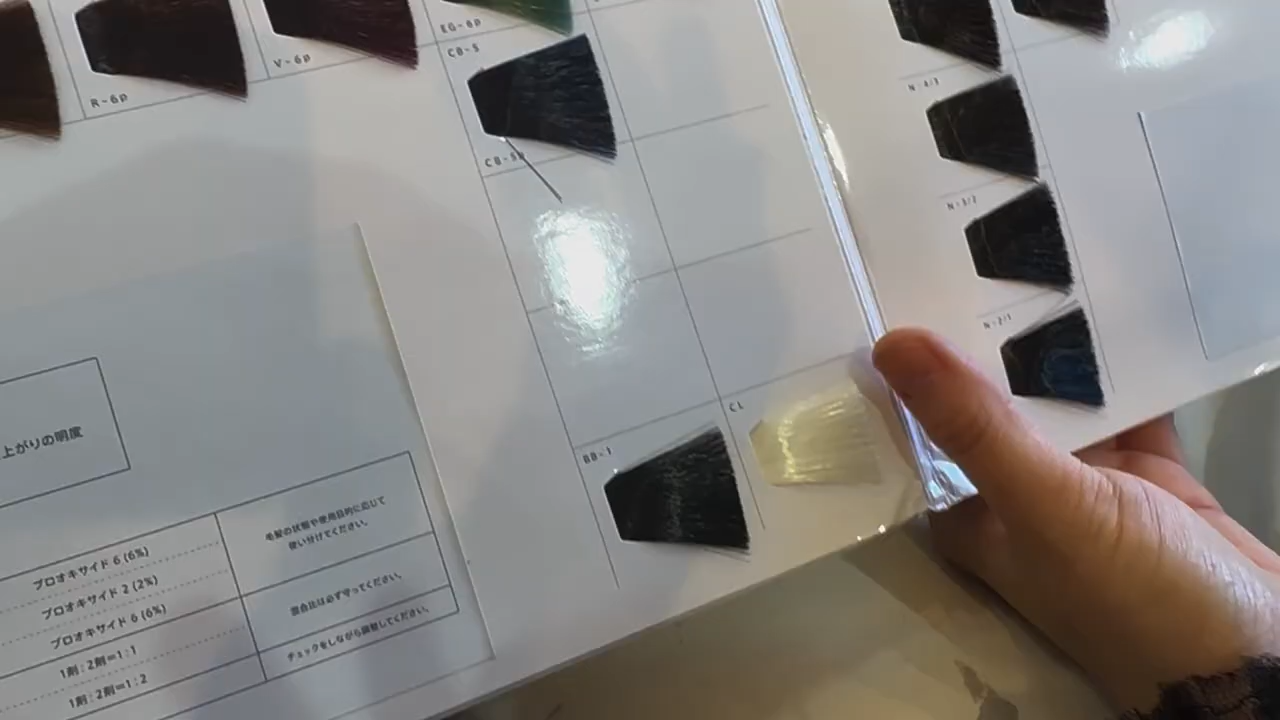 R-6p
V-6p
EG-6p
CB-5
CB-5p
BB-1
CL
N-4/3
N-3/2
N-2/1
上がりの明度
プロオキサイド 6 (6%)
プロオキサイド 2 (2%)
プロオキサイド 6 (6%)
1剤:2剤=1:1
1剤:2剤=1:2
毛髪の状態や使用目的に応じて
使い分けてください。
混合比は必ず守ってください。
チェックをしながら調整してください。